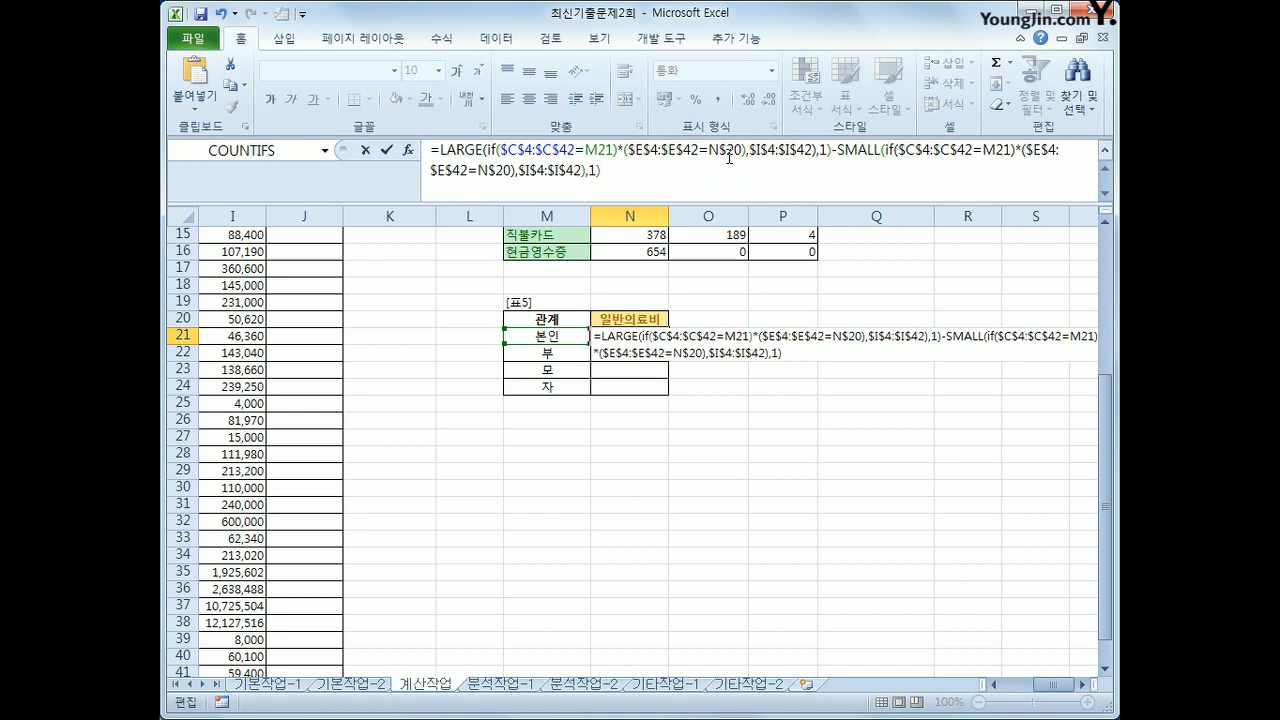 최신기출문제2회 - Microsoft Excel
YoungJin.com Y.
파일 홈 삽입 페이지 레이아웃 수식 데이터 검토 보기 개발 도구 추가 기능
붙여넣기
10 가 가
가 가 가 가 내천
통화
% ,
조건부 서식 표 서식 셀 스타일
삽입
삭제
서식
Σ
정렬 및 필터 찾기 및 선택
클립보드 글꼴 맞춤 표시 형식 스타일 셀 편집
COUNTIFS fx =LARGE(if($C$4:$C$42=M21)*($E$4:$E$42=N$20),$I$4:$I$42),1)-SMALL(if($C$4:$C$42=M21)*($E$4:
$E$42=N$20),$I$4:$I$42),1)
I J K L M N O P Q R S
15 88,400 직불카드 378 189 4
16 107,190 현금영수증 654 0 0
17 360,600
18 145,000
19 231,000 [표5]
20 50,620 관계 일반의료비
21 46,360 본인 =LARGE(if($C$4:$C$42=M21)*($E$4:$E$42=N$20),$I$4:$I$42),1)-SMALL(if($C$4:$C$42=M21)
22 143,040 부 *($E$4:$E$42=N$20),$I$4:$I$42),1)
23 138,660 모
24 239,250 자
25 4,000
26 81,970
27 15,000
28 111,980
29 213,200
30 110,000
31 240,000
32 600,000
33 62,340
34 213,020
35 1,925,602
36 2,638,488
37 10,725,504
38 12,127,516
39 8,000
40 60,100
41 59,400
기본작업-1 기본작업-2 계산작업 분석작업-1 분석작업-2 기타작업-1 기타작업-2
편집 100%